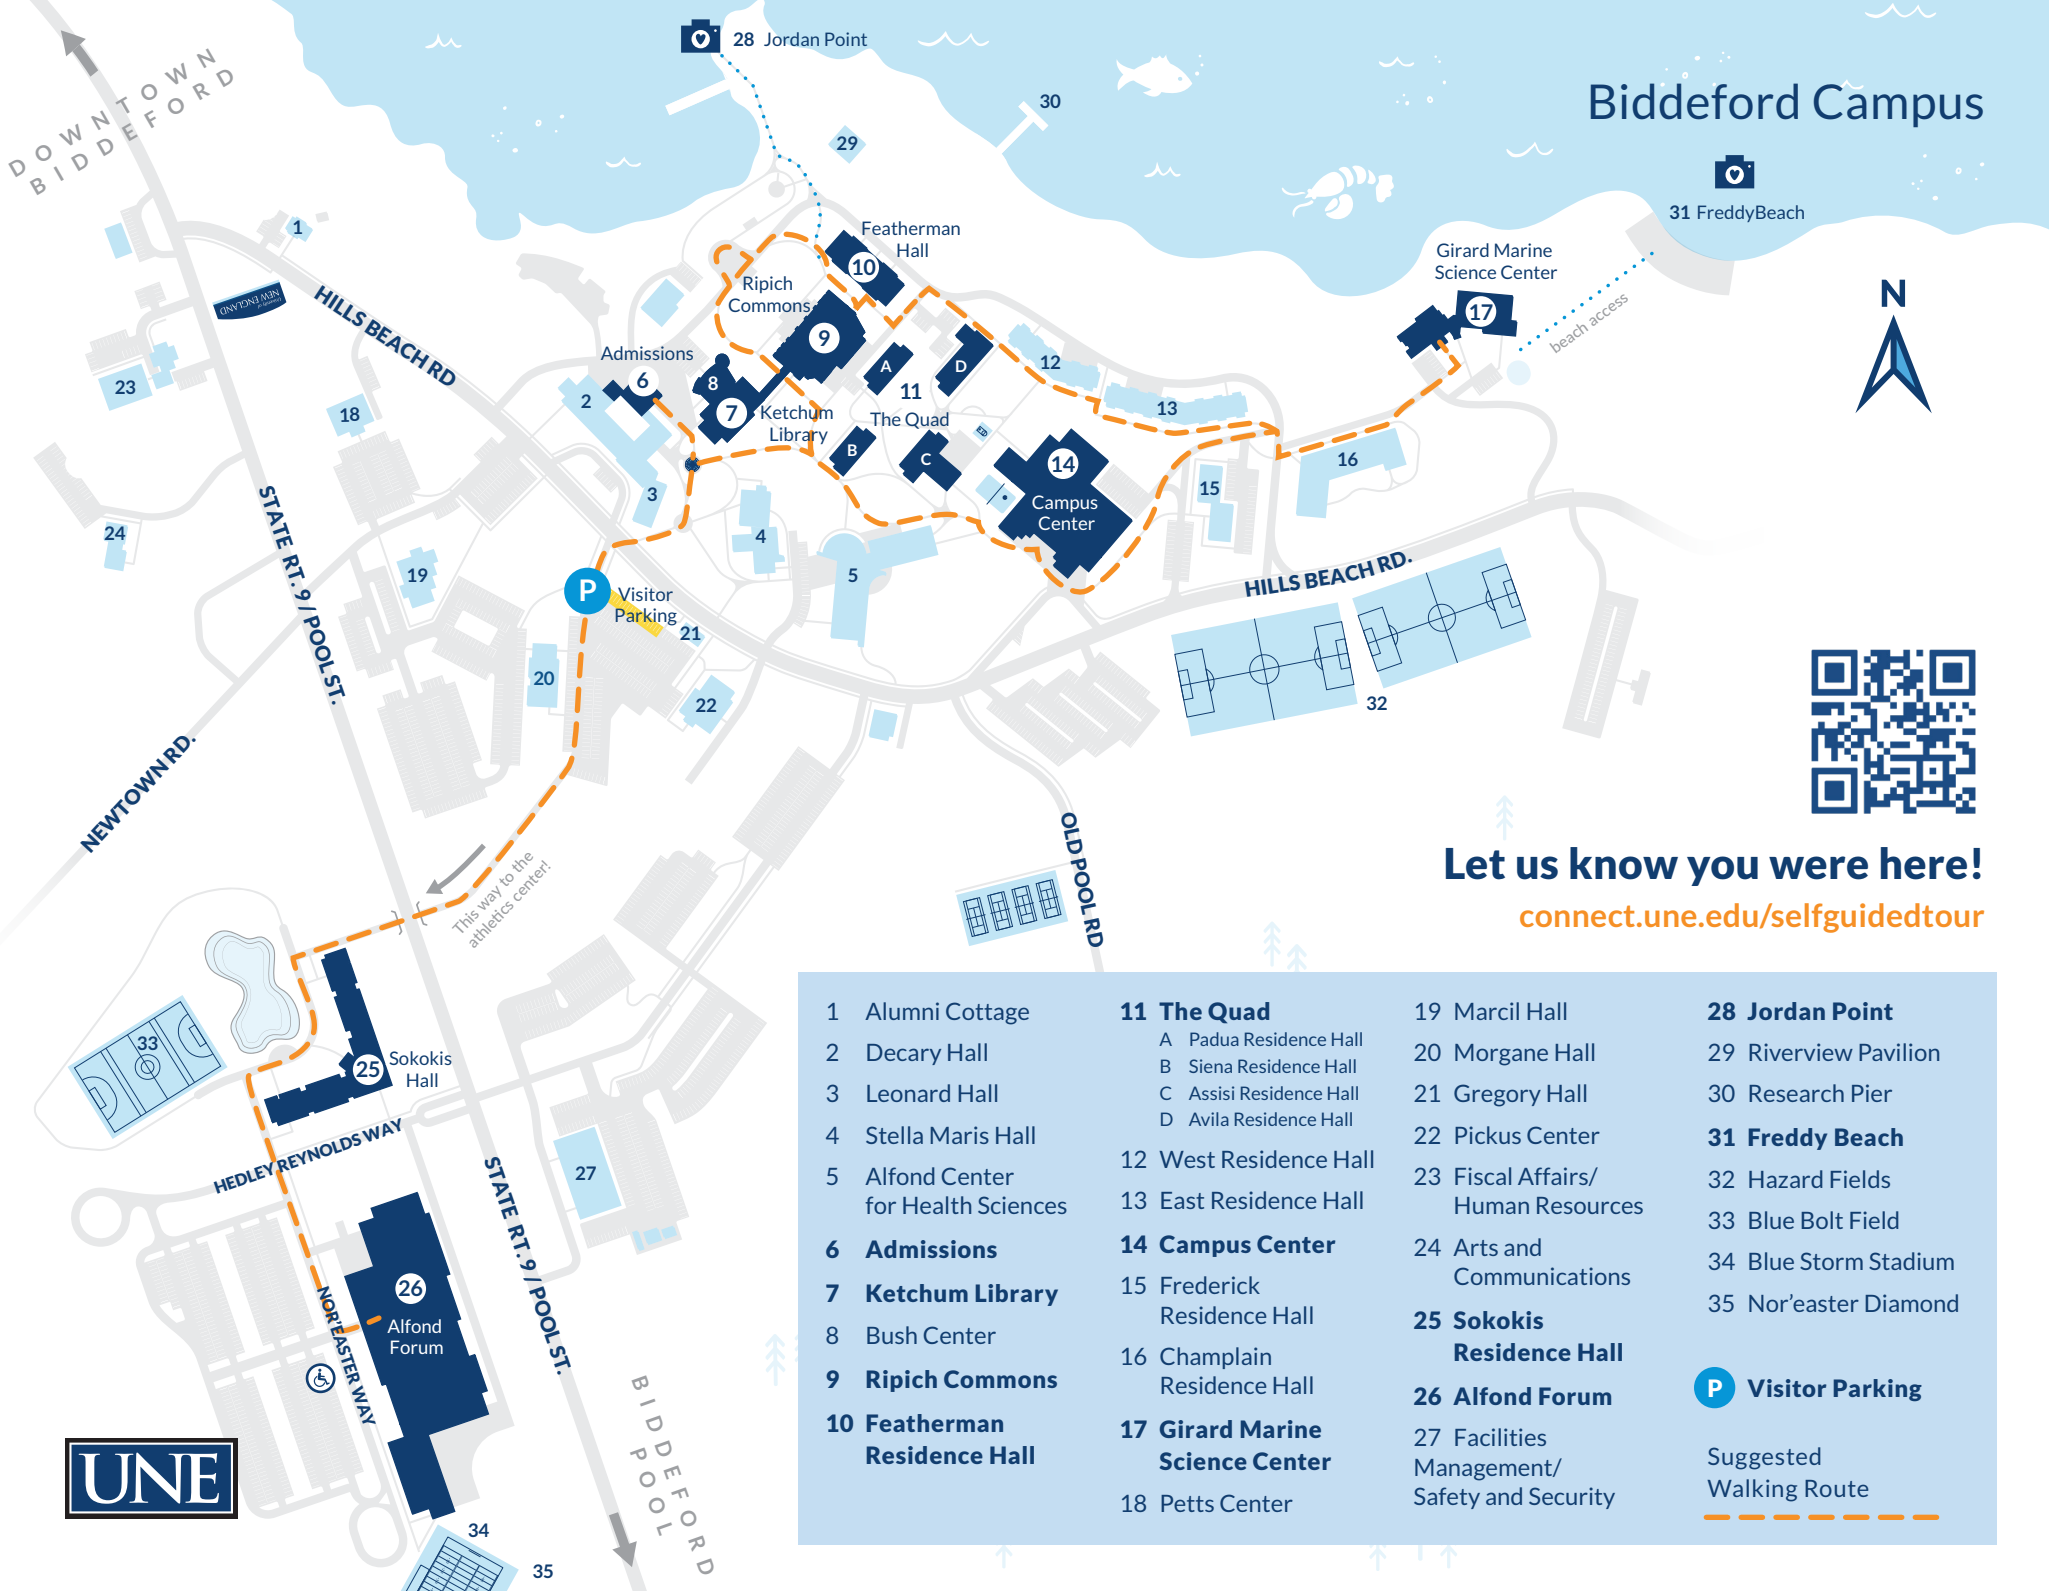 28 Jordan Point
30
Biddeford Campus
DOWNTOWN
BIDDEFORD
29
31 FreddyBeach
1
Featherman
Hall
10
Girard Marine
Science Center
17
beach access
N
University of
NEW ENGLAND
HILLS BEACH RD
Ripich
Commons
9
Admissions
6
8
7
Ketchum
Library
A
D
11
The Quad
B
C
12
13
2
3
23
18
14
Campus
Center
15
16
24
19
4
5
STATE RT. 9 / POOL ST.
P
Visitor
Parking
21
20
22
HILLS BEACH RD.
32
NEWTOWN RD.
OLD POOL RD
This way to the
athletics center!
Let us know you were here!
connect.une.edu/selfguidedtour
33
25
Sokokis
Hall
HEDLEY REYNOLDS WAY
27
STATE RT. 9 / POOL ST.
26
Alfond
Forum
NOR'EASTER WAY
BIDDEFORD
POOL
UNE
34
35
1 Alumni Cottage
2 Decary Hall
3 Leonard Hall
4 Stella Maris Hall
5 Alfond Center
for Health Sciences
6 Admissions
7 Ketchum Library
8 Bush Center
9 Ripich Commons
10 Featherman
Residence Hall
11 The Quad
A Padua Residence Hall
B Siena Residence Hall
C Assisi Residence Hall
D Avila Residence Hall
12 West Residence Hall
13 East Residence Hall
14 Campus Center
15 Frederick
Residence Hall
16 Champlain
Residence Hall
17 Girard Marine
Science Center
18 Petts Center
19 Marcil Hall
20 Morgane Hall
21 Gregory Hall
22 Pickus Center
23 Fiscal Affairs/
Human Resources
24 Arts and
Communications
25 Sokokis
Residence Hall
26 Alfond Forum
27 Facilities
Management/
Safety and Security
28 Jordan Point
29 Riverview Pavilion
30 Research Pier
31 Freddy Beach
32 Hazard Fields
33 Blue Bolt Field
34 Blue Storm Stadium
35 Nor'easter Diamond
P Visitor Parking
Suggested
Walking Route